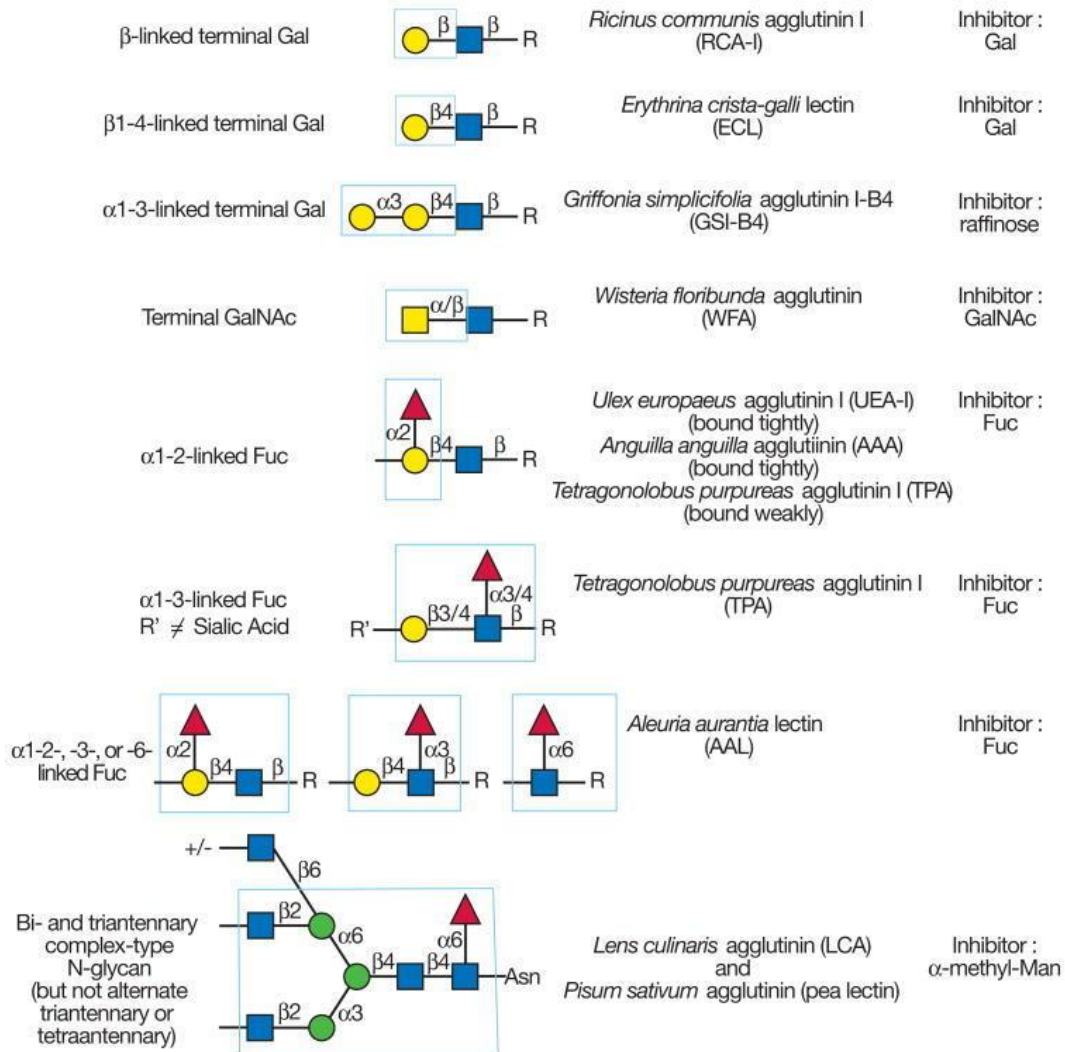 β-linked terminal Gal
β
β
R
Ricinus communis agglutinin I
(RCA-I)
Inhibitor :
Gal
β1-4-linked terminal Gal
β4
β
R
Erythrina crista-galli lectin
(ECL)
Inhibitor :
Gal
α1-3-linked terminal Gal
α3
β4
β
R
Griffonia simplicifolia agglutinin I-B4
(GSI-B4)
Inhibitor :
raffinose
Terminal GalNAc
α/β
R
Wisteria floribunda agglutinin
(WFA)
Inhibitor :
GalNAc
α1-2-linked Fuc
α2
β4
β
R
Ulex europaeus agglutinin I (UEA-I)
(bound tightly)
Anguilla anguilla agglutiinin (AAA)
(bound tightly)
Tetragonolobus purpureas agglutinin I (TPA)
(bound weakly)
Inhibitor :
Fuc
α1-3-linked Fuc
R' ≠ Sialic Acid
R'
β3/4
α3/4
β
R
Tetragonolobus purpureas agglutinin I
(TPA)
Inhibitor :
Fuc
α1-2-, -3-, or -6-
linked Fuc
α2
β4
β
R
β4
α3
β
R
α6
R
Aleuria aurantia lectin
(AAL)
Inhibitor :
Fuc
Bi- and triantennary
complex-type
N-glycan
(but not alternate
triantennary or
tetraantennary)
+/-
β6
β2
α6
β4
β4
α6
Asn
β2
α3
Lens culinaris agglutinin (LCA)
and
Pisum sativum agglutinin (pea lectin)
Inhibitor :
α-methyl-Man